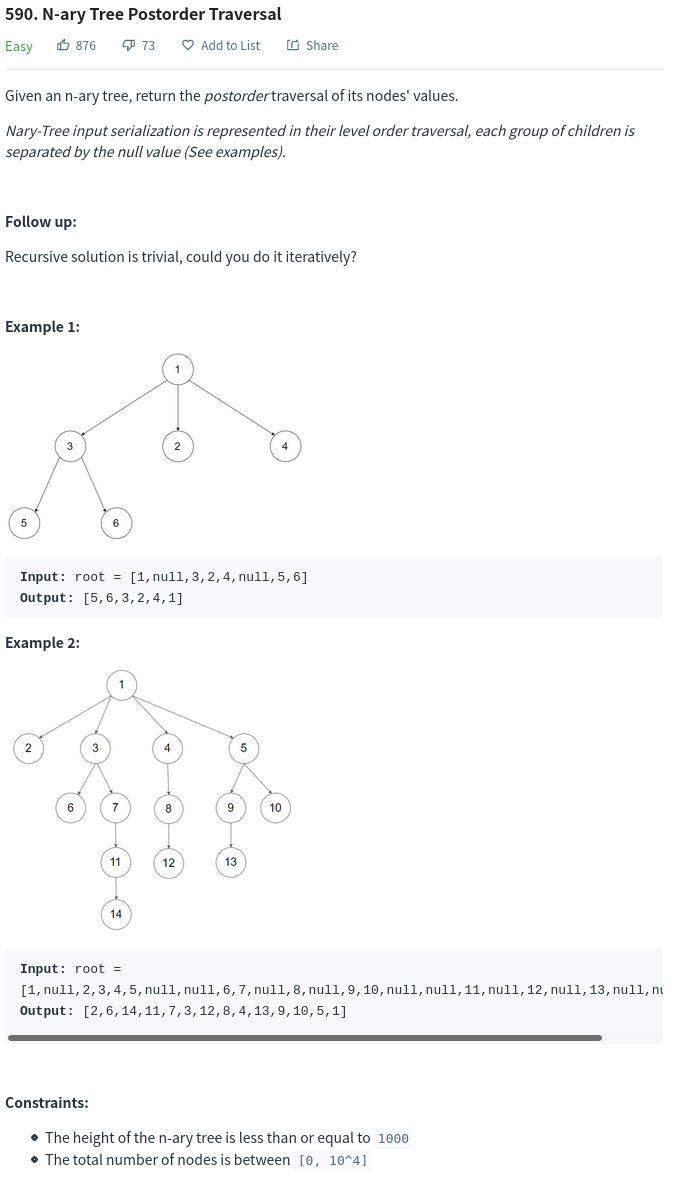 590. N-ary Tree Postorder Traversal
Easy 876 73 Add to List Share
Given an n-ary tree, return the postorder traversal of its nodes' values.
Nary-Tree input serialization is represented in their level order traversal, each group of children is
separated by the null value (See examples).
Follow up:
Recursive solution is trivial, could you do it iteratively?
Example 1:
1
3 2 4
5 6
Input: root = [1,null,3,2,4,null,5,6]
Output: [5,6,3,2,4,1]
Example 2:
1
2 3 4 5
6 7 8 9 10
11 12 13
14
Input: root =
[1,null,2,3,4,5,null,null,6,7,null,8,null,9,10,null,null,11,null,12,null,13,null,nu
Output: [2,6,14,11,7,3,12,8,4,13,9,10,5,1]
Constraints:
The height of the n-ary tree is less than or equal to 1000
The total number of nodes is between [0, 10^4]